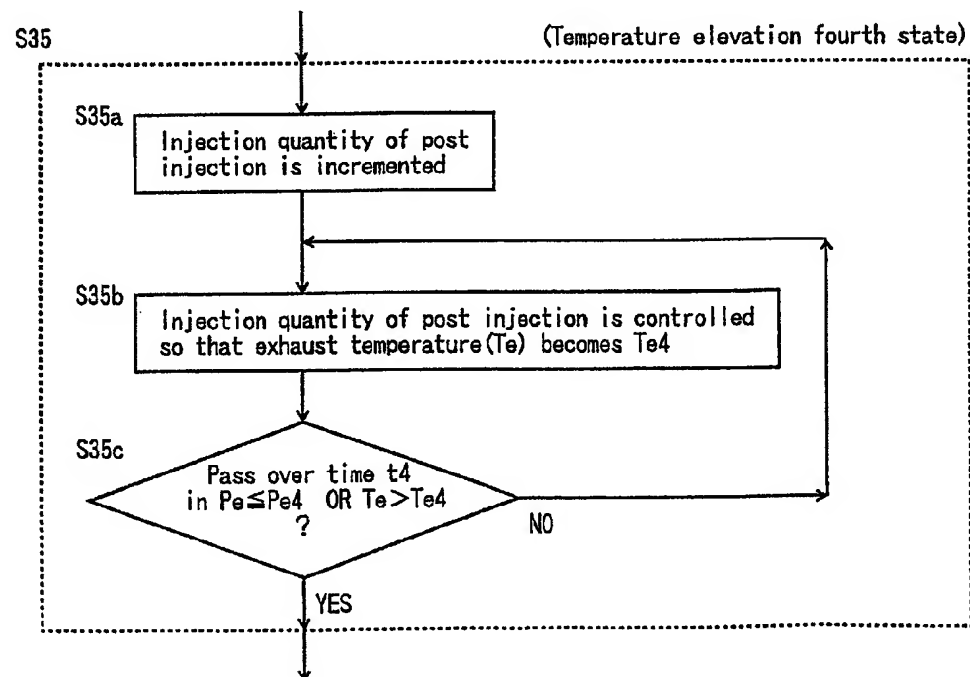 S35
(Temperature elevation fourth state)
S35a
Injection quantity of post
injection is incremented
S35b
Injection quantity of post injection is controlled
so that exhaust temperature(Te) becomes Te4
S35c
Pass over time t4
in Pe≦Pe4 OR Te>Te4
?
NO
YES